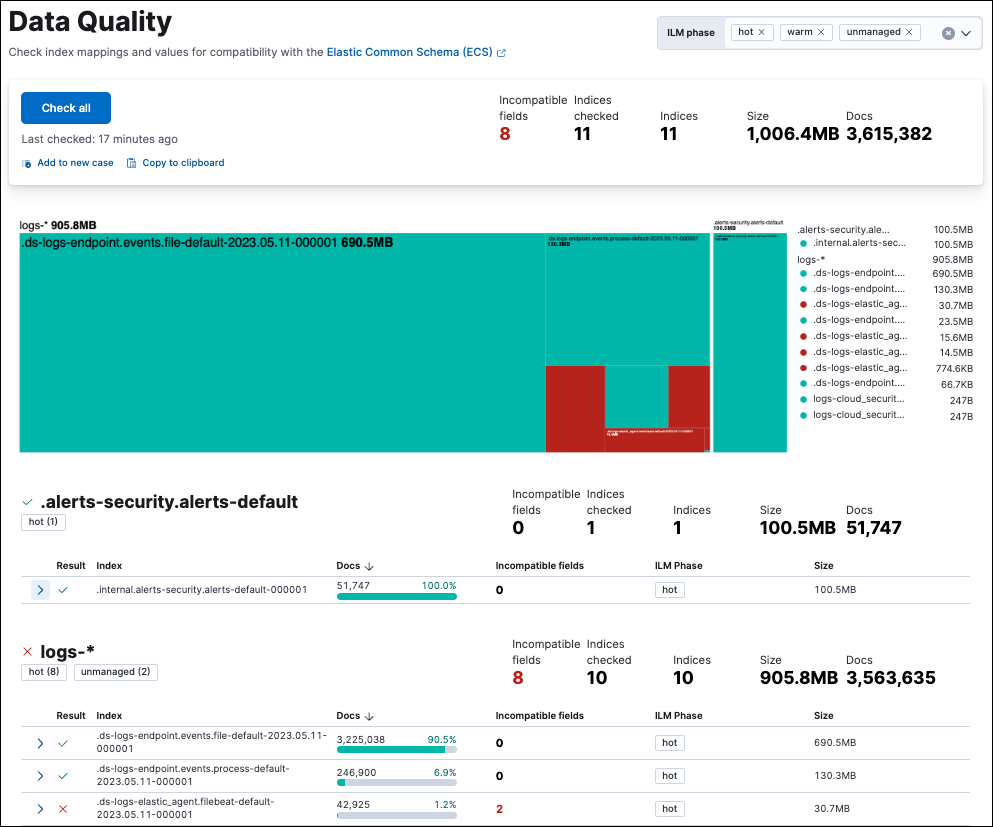 Data Quality
Check index mappings and values for compatibility with the Elastic Common Schema (ECS)
ILM phase hot warm unmanaged
Check all
Last checked: 17 minutes ago
Add to new case Copy to clipboard
Incompatible fields 8
Indices checked 11
Indices 11
Size 1,006.4MB
Docs 3,615,382
logs-* 905.8MB
.ds-logs-endpoint.events.file-default-2023.05.11-000001 690.5MB
.ds-logs-endpoint.events.process-default-2023.05.11-000001
130.3MB
.alerts-security.alerts-default
100.5MB
.alerts-security.ale... 100.5MB
.internal.alerts-sec... 100.5MB
logs-* 905.8MB
.ds-logs-endpoint.... 690.5MB
.ds-logs-endpoint.... 130.3MB
.ds-logs-elastic_ag... 30.7MB
.ds-logs-endpoint.... 23.5MB
.ds-logs-elastic_ag... 15.6MB
.ds-logs-elastic_ag... 14.5MB
.ds-logs-elastic_ag... 774.6KB
.ds-logs-endpoint.... 66.7KB
logs-cloud_securit... 247B
logs-cloud_securit... 247B
.alerts-security.alerts-default
hot (1)
Incompatible fields 0
Indices checked 1
Indices 1
Size 100.5MB
Docs 51,747
Result Index Docs Incompatible fields ILM Phase Size
.internal.alerts-security.alerts-default-000001 51,747 100.0% 0 hot 100.5MB
logs-*
hot (8) unmanaged (2)
Incompatible fields 8
Indices checked 10
Indices 10
Size 905.8MB
Docs 3,563,635
Result Index Docs Incompatible fields ILM Phase Size
.ds-logs-endpoint.events.file-default-2023.05.11-
000001 3,225,038 90.5% 0 hot 690.5MB
.ds-logs-endpoint.events.process-default-
2023.05.11-000001 246,900 6.9% 0 hot 130.3MB
.ds-logs-elastic_agent.filebeat-default-
2023.05.11-000001 42,925 1.2% 2 hot 30.7MB